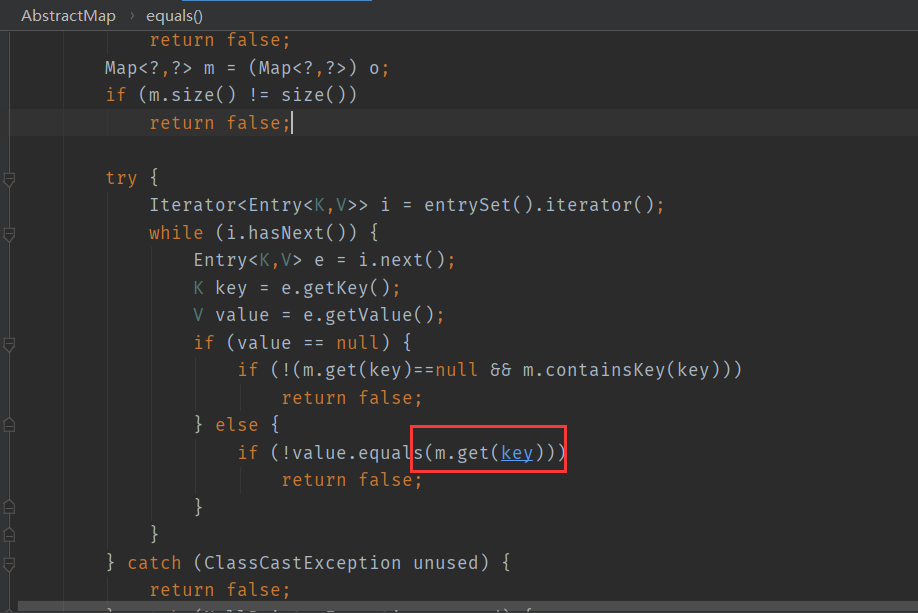 AbstractMap › equals()
return false;
Map<?,?> m = (Map<?,?>) o;
if (m.size() != size())
return false;
try {
Iterator<Entry<K,V>> i = entrySet().iterator();
while (i.hasNext()) {
Entry<K,V> e = i.next();
K key = e.getKey();
V value = e.getValue();
if (value == null) {
if (!(m.get(key)==null && m.containsKey(key)))
return false;
} else {
if (!value.equals(m.get(key)))
return false;
}
}
} catch (ClassCastException unused) {
return false;